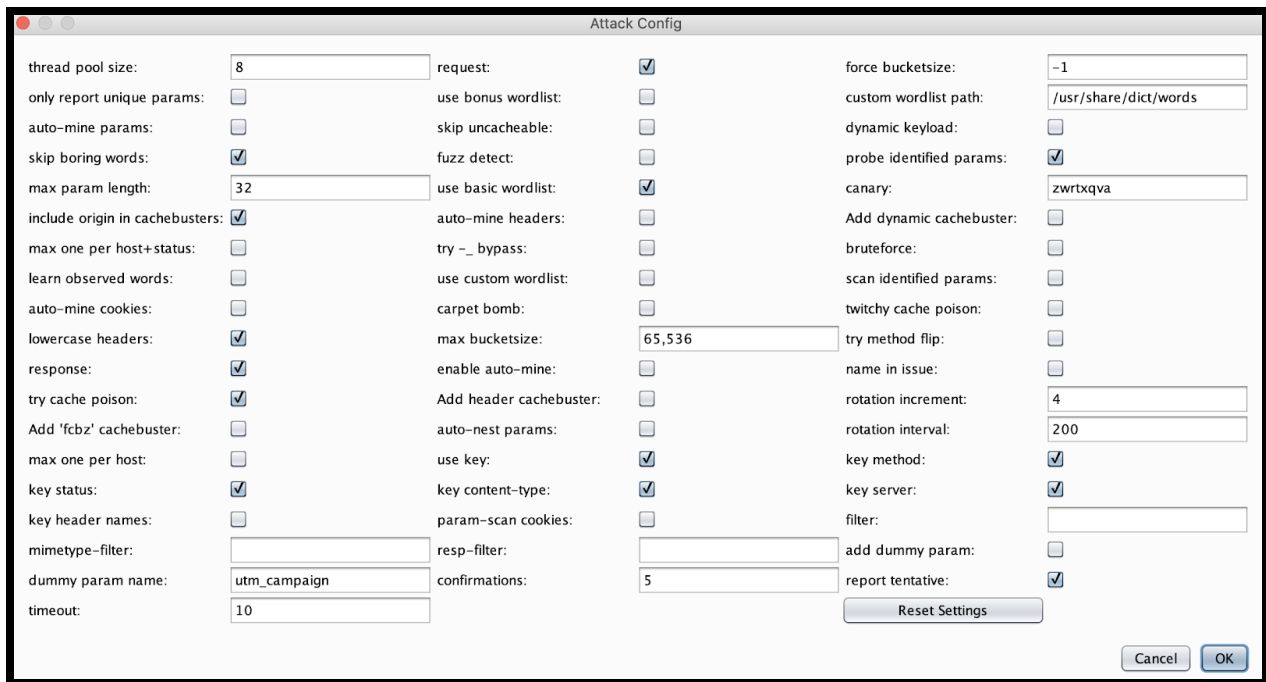 Attack Config
thread pool size: 8 request: force bucketsize: -1
only report unique params: use bonus wordlist: custom wordlist path: /usr/share/dict/words
auto-mine params: skip uncacheable: dynamic keyload:
skip boring words: fuzz detect: probe identified params:
max param length: 32 use basic wordlist: canary: zwrtxqva
include origin in cachebusters: auto-mine headers: Add dynamic cachebuster:
max one per host+status: try -_ bypass: bruteforce:
learn observed words: use custom wordlist: scan identified params:
auto-mine cookies: carpet bomb: twitchy cache poison:
lowercase headers: max bucketsize: 65,536 try method flip:
response: enable auto-mine: name in issue:
try cache poison: Add header cachebuster: rotation increment: 4
Add 'fcbz' cachebuster: auto-nest params: rotation interval: 200
max one per host: use key: key method:
key status: key content-type: key server:
key header names: param-scan cookies: filter:
mimetype-filter: resp-filter: add dummy param:
dummy param name: utm_campaign confirmations: 5 report tentative:
timeout: 10 Reset Settings
Cancel OK